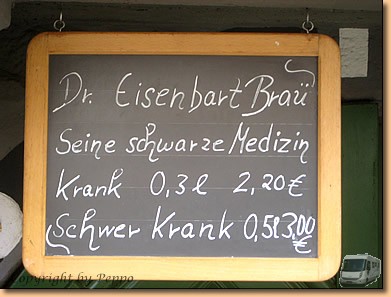 Dr. Eisenbart Bräu
Seine schwarze Medizin
Krank 0,3l 2,20€
Schwer Krank 0,5l 3,00 €
Copyright by Peppo